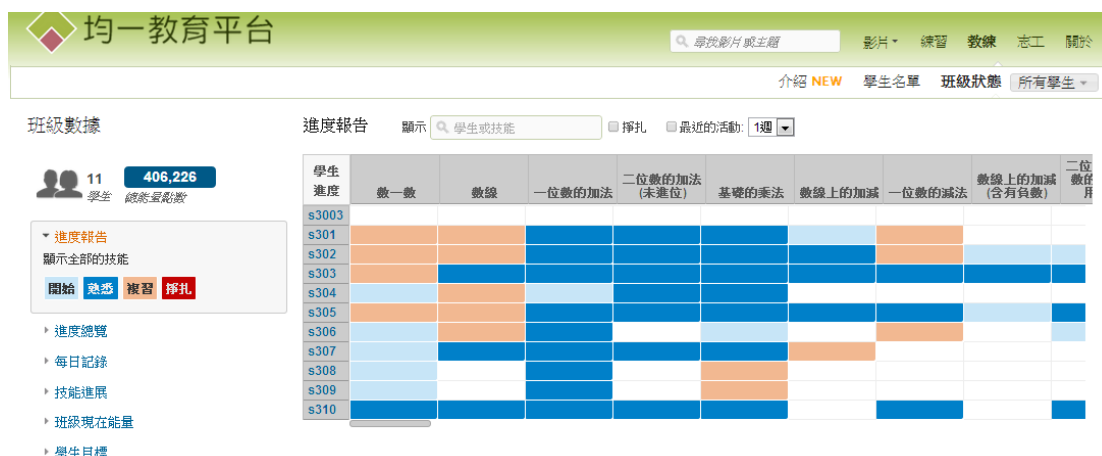 均一教育平台
尋找影片或主題
影片 練習 教練 志工 關於
介紹 NEW 學生名單 班級狀態 所有學生
班級數據
進度報告 顯示 學生或技能 掙扎 最近的活動: 1週
11 406,226
學生 總能量點數
進度報告
顯示全部的技能
開始 熟悉 複習 掙扎
進度總覽
每日記錄
技能進展
班級現在能量
學生目標
學生
進度
數一數
數線
一位數的加法
二位數的加法
(未進位)
基礎的乘法
數線上的加減
一位數的減法
數線上的加減
(含有負數)
二位
數的
用
s3003
s301
s302
s303
s304
s305
s306
s307
s308
s309
s310